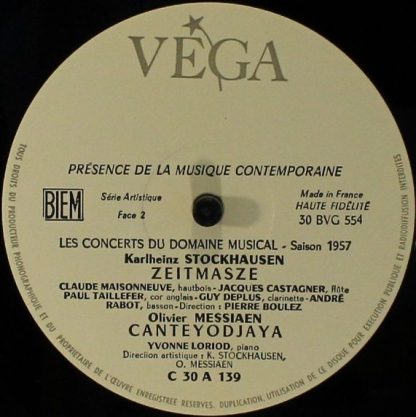 VÉGA
PRÉSENCE DE LA MUSIQUE CONTEMPORAINE
BIEM
Série Artistique
Face 2
Made in France
HAUTE FIDÉLITÉ
30 BVG 554
LES CONCERTS DU DOMAINE MUSICAL - Saison 1957
Karlheinz STOCKHAUSEN
ZEITMASZE
CLAUDE MAISONNEUVE, hautbois - JACQUES CASTAGNER, flûte
PAUL TAILLEFER, cor anglais - GUY DEPLUS, clarinette - ANDRÉ
RABOT, basson - Direction : PIERRE BOULEZ
Olivier MESSIAEN
CANTEYODJAYA
YVONNE LORIOD, piano
Direction artistique : K. STOCKHAUSEN,
O. MESSIAEN
C 30 A 139
TOUS DROITS DU PRODUCTEUR PHONOGRAPHIQUE ET DU PROPRIÉTAIRE DE L'ŒUVRE ENREGISTRÉE RÉSERVÉS. DUPLICATION, UTILISATION DE CE DISQUE POUR EXÉCUTION PUBLIQUE ET RADIODIFFUSION INTERDITES